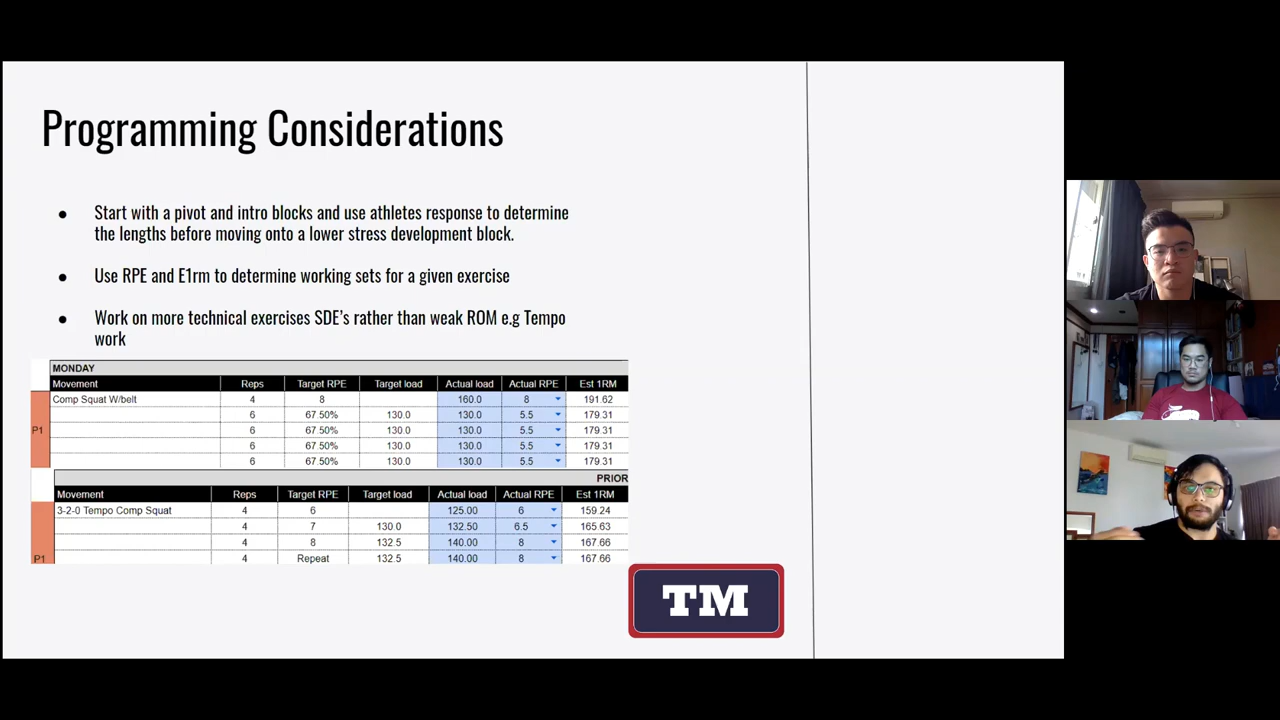 Programming Considerations
● Start with a pivot and intro blocks and use athletes response to determine
the lengths before moving onto a lower stress development block.
● Use RPE and E1rm to determine working sets for a given exercise
● Work on more technical exercises SDE's rather than weak ROM e.g Tempo
work
MONDAY
Movement Reps Target RPE Target load Actual load Actual RPE Est 1RM
Comp Squat W/belt 4 8 160.0 8 191.62
6 67.50% 130.0 130.0 5.5 179.31
P1 6 67.50% 130.0 130.0 5.5 179.31
6 67.50% 130.0 130.0 5.5 179.31
6 67.50% 130.0 130.0 5.5 179.31
PRIOR
Movement Reps Target RPE Target load Actual load Actual RPE Est 1RM
3-2-0 Tempo Comp Squat 4 6 125.00 6 159.24
4 7 130.0 132.50 6.5 165.63
4 8 132.5 140.00 8 167.66
P1 4 Repeat 132.5 140.00 8 167.66
TM